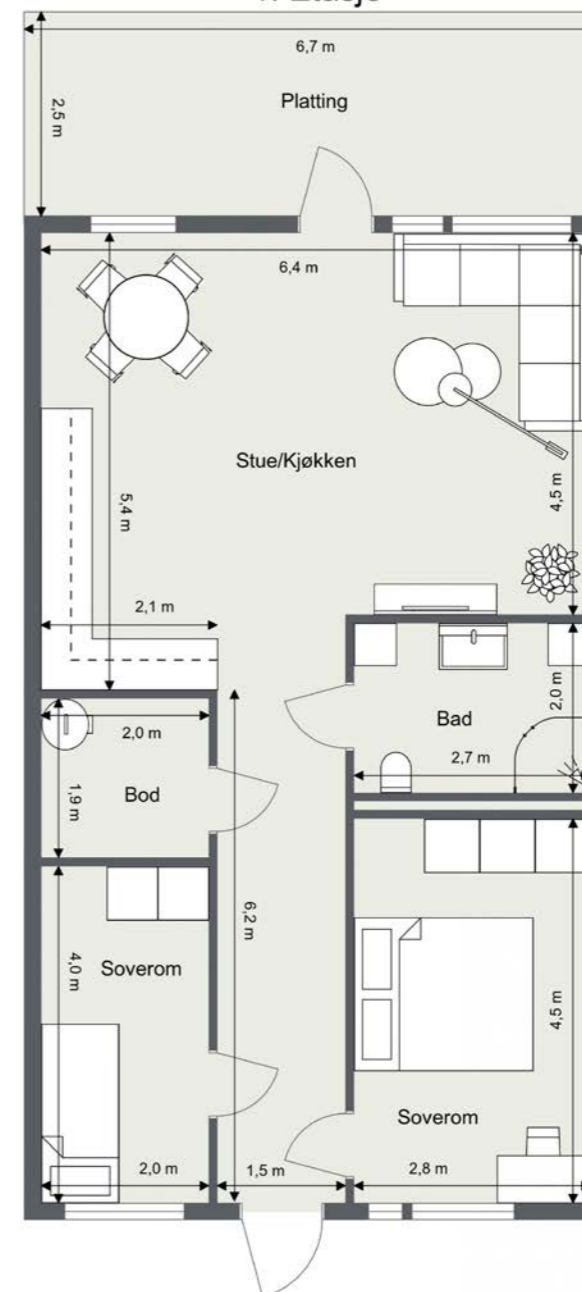 6,7 m
2,5 m
Platting
6,4 m
Stue/Kjøkken
5,4 m
4,5 m
2,1 m
2,0 m
2,0 m
Bad
2,7 m
1,9 m
Bod
6,2 m
4,0 m
Soverom
4,5 m
Soverom
2,0 m
1,5 m
2,8 m